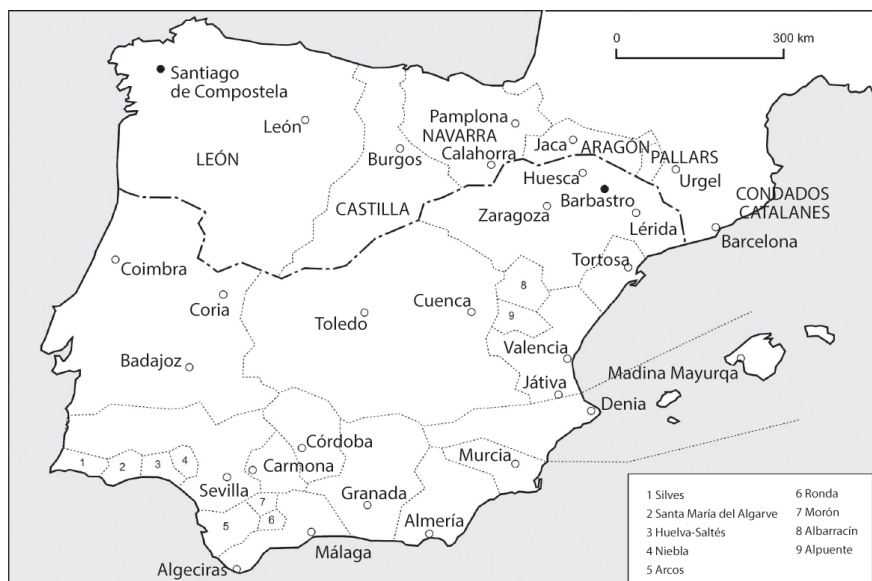 0
300 km
Santiago
de Compostela
León
LEÓN
Burgos
CASTILLA
Pamplona
NAVARRA
Calahorra
Jaca
ARAGÓN
PALLARS
Urgel
Huesca
Barbastro
Zaragoza
Lérida
CONDADOS
CATALANES
Barcelona
Coimbra
Coria
Tortosa
8
9
Cuenca
Toledo
Valencia
Badajoz
Játiva
Madina Mayurqa
Denia
Córdoba
Carmona
Murcia
1
2
3
4
Sevilla
Granada
7
6
5
Almería
Málaga
Algeciras
1 Silves
2 Santa María del Algarve
3 Huelva-Saltés
4 Niebla
5 Arcos
6 Ronda
7 Morón
8 Albarracín
9 Alpuente